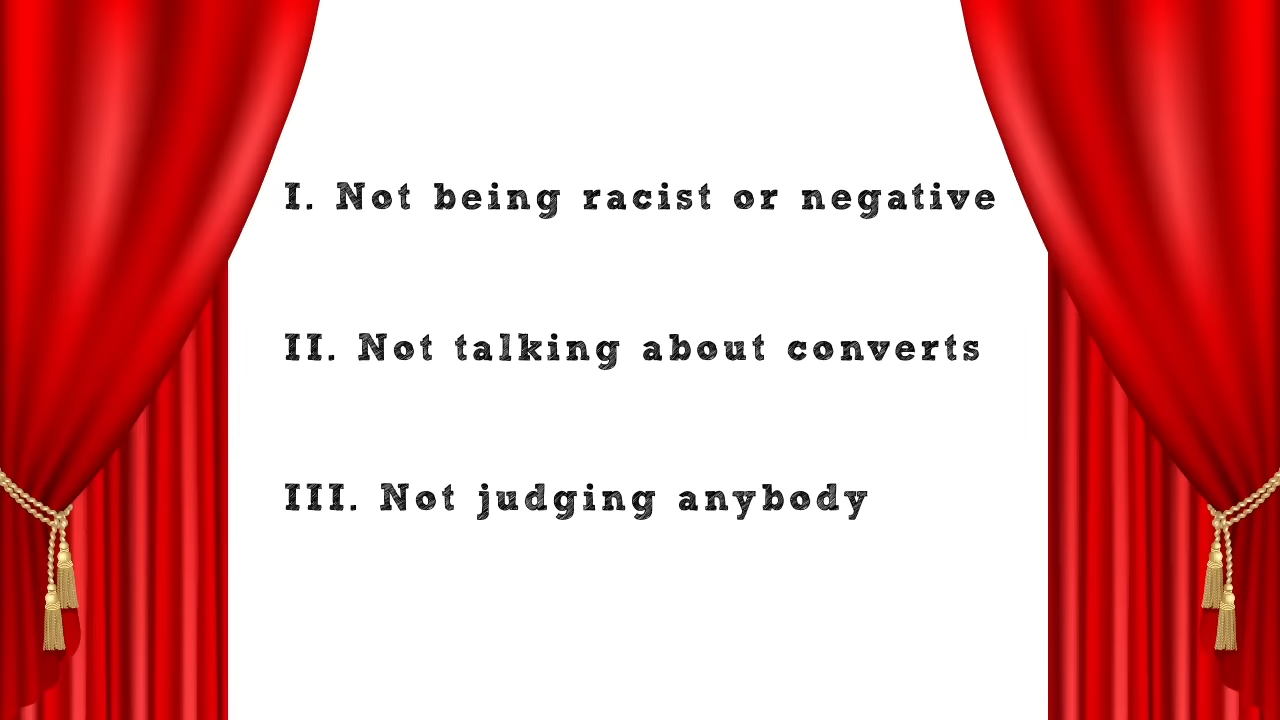 I. Not being racist or negative
II. Not talking about converts
III. Not judging anybody